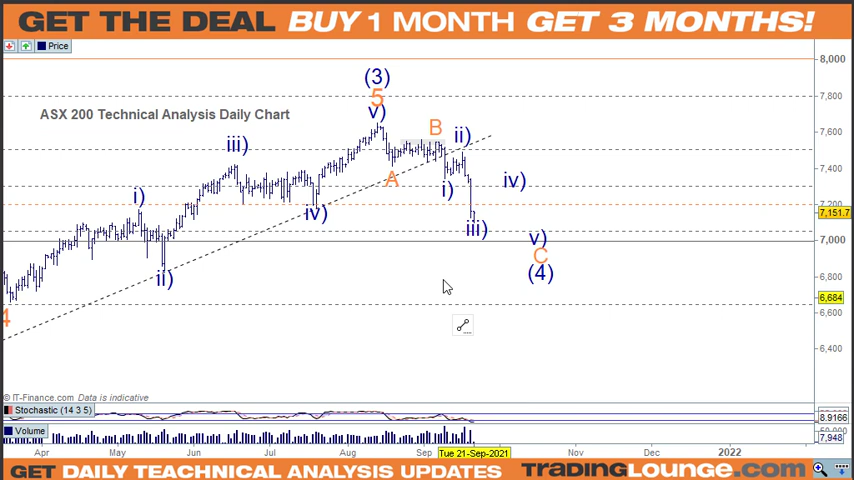 GET THE DEAL BUY 1 MONTH GET 3 MONTHS!
Price
8,000
(3)
5
7,800
ASX 200 Technical Analysis Daily Chart
v)
B
ii)
7,600
iii)
7,400
A
i)
iv)
i)
7,200
iv)
7,151.7
iii)
v)
7,000
C
ii)
(4)
6,800
6,684
4
6,600
6,400
© IT-Finance.com Data is indicative
Stochastic (14 3 5)
8.9166
Volume
7,948
Apr May Jun Jul Aug Sep Tue 21-Sep-2021 Nov Dec 2022
GET DAILY TEACHNICAL ANALYSIS UPDATES TRADINGLOUNGE.com